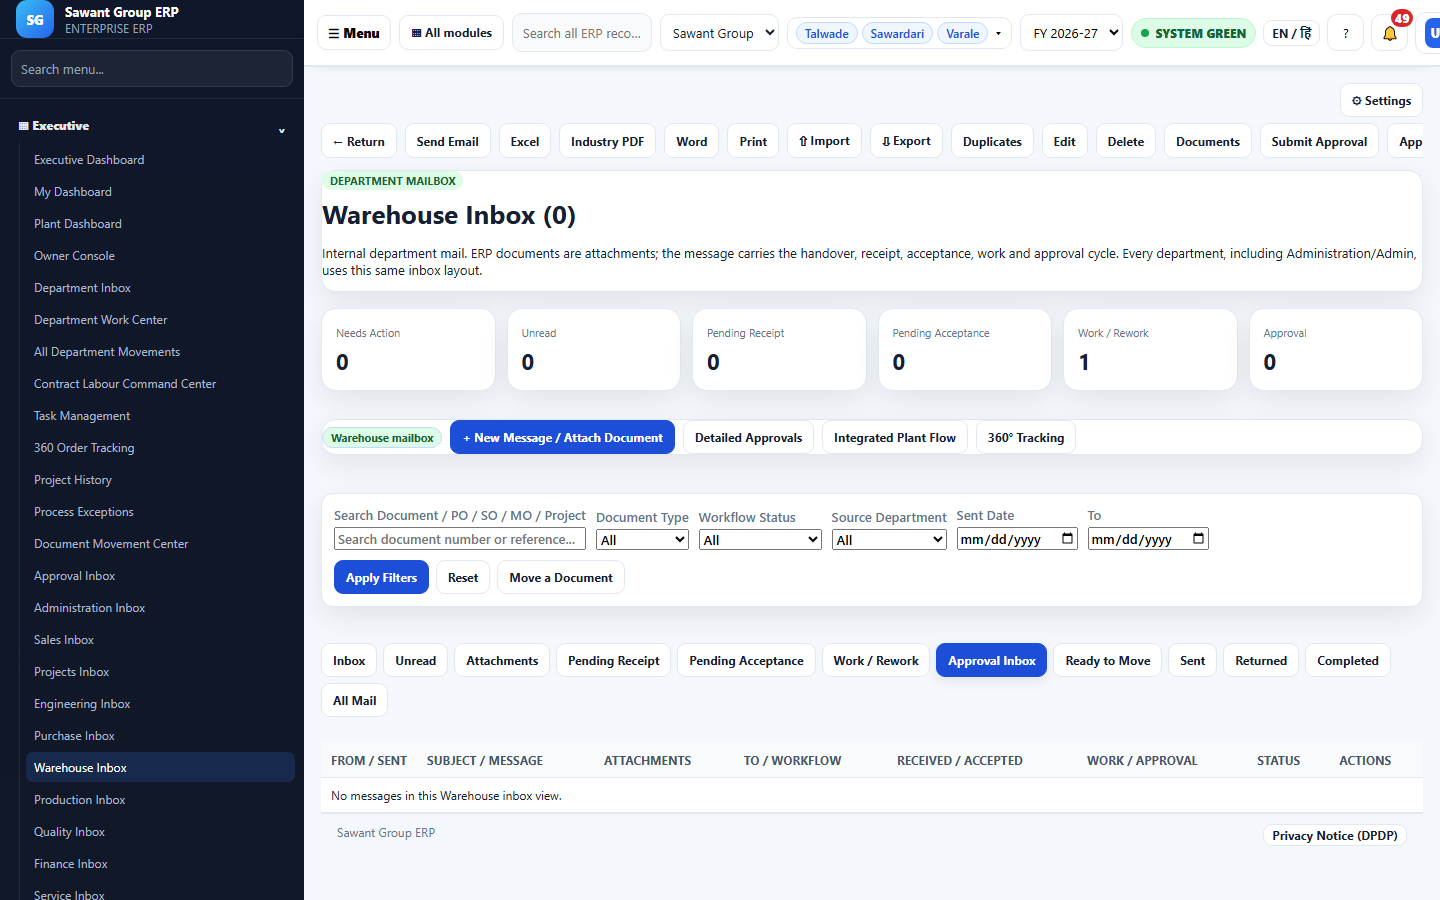 SG
Sawant Group ERP
ENTERPRISE ERP
Search menu...
Executive
Executive Dashboard
My Dashboard
Plant Dashboard
Owner Console
Department Inbox
Department Work Center
All Department Movements
Contract Labour Command Center
Task Management
360 Order Tracking
Project History
Process Exceptions
Document Movement Center
Approval Inbox
Administration Inbox
Sales Inbox
Projects Inbox
Engineering Inbox
Purchase Inbox
Warehouse Inbox
Production Inbox
Quality Inbox
Finance Inbox
Service Inbox
☰ Menu
All modules
Search all ERP reco...
Sawant Group
Talwade Sawardari Varale
FY 2026-27
SYSTEM GREEN
EN / हिं
?
49
U
⚙ Settings
← Return Send Email Excel Industry PDF Word Print ⇧ Import ⇩ Export Duplicates Edit Delete Documents Submit Approval App
DEPARTMENT MAILBOX
Warehouse Inbox (0)
Internal department mail. ERP documents are attachments; the message carries the handover, receipt, acceptance, work and approval cycle. Every department, including Administration/Admin,
uses this same inbox layout.
Needs Action Unread Pending Receipt Pending Acceptance Work / Rework Approval
0 0 0 0 1 0
Warehouse mailbox + New Message / Attach Document Detailed Approvals Integrated Plant Flow 360° Tracking
Search Document / PO / SO / MO / Project Document Type Workflow Status Source Department Sent Date To
Search document number or reference... All All All mm/dd/yyyy mm/dd/yyyy
Apply Filters Reset Move a Document
Inbox Unread Attachments Pending Receipt Pending Acceptance Work / Rework Approval Inbox Ready to Move Sent Returned Completed
All Mail
FROM / SENT SUBJECT / MESSAGE ATTACHMENTS TO / WORKFLOW RECEIVED / ACCEPTED WORK / APPROVAL STATUS ACTIONS
No messages in this Warehouse inbox view.
Sawant Group ERP
Privacy Notice (DPDP)